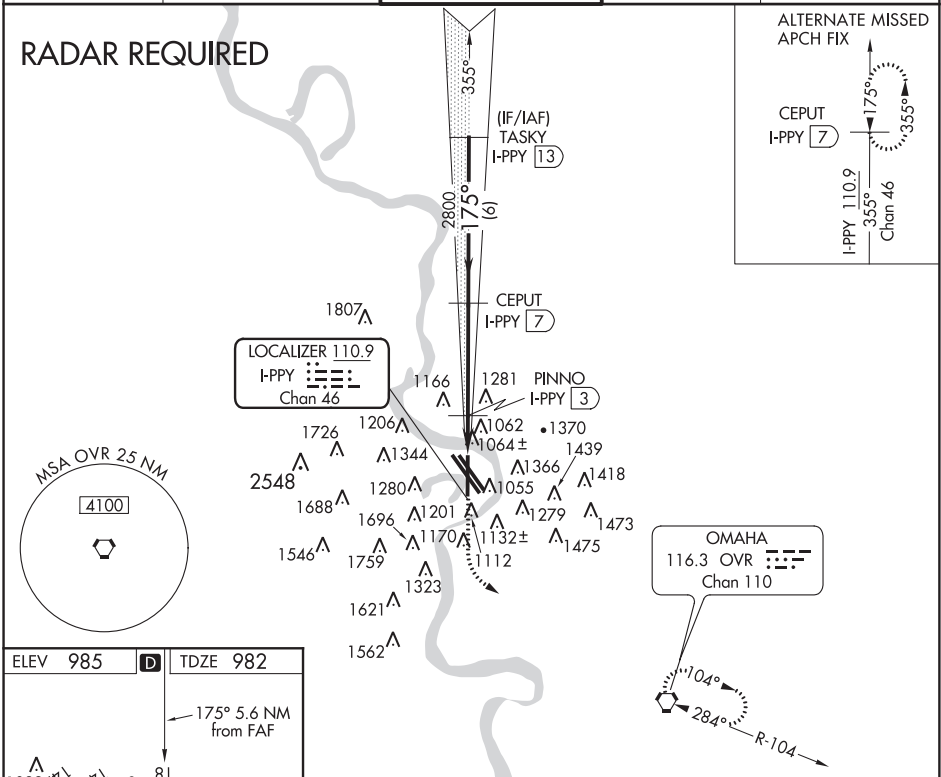 RADAR REQUIRED
ALTERNATE MISSED
APCH FIX
CEPUT
I-PPY 7
175°
355°
I-PPY 110.9
355°
Chan 46
355°
(IF/IAF)
TASKY
I-PPY 13
2800
175°
(6)
CEPUT
I-PPY 7
1807
LOCALIZER 110.9
I-PPY
Chan 46
1166
1281
PINNO
I-PPY 3
1206
1062
1370
1726
1344
1064±
1439
2548
1366
1418
1280
1055
1688
1201
1279
1473
1696
1170
1132±
1475
1546
1759
1112
1323
1621
1562
MSA OVR 25 NM
4100
OMAHA
116.3 OVR
Chan 110
104°
284°
R-104
ELEV 985
D
TDZE 982
175° 5.6 NM
from FAF